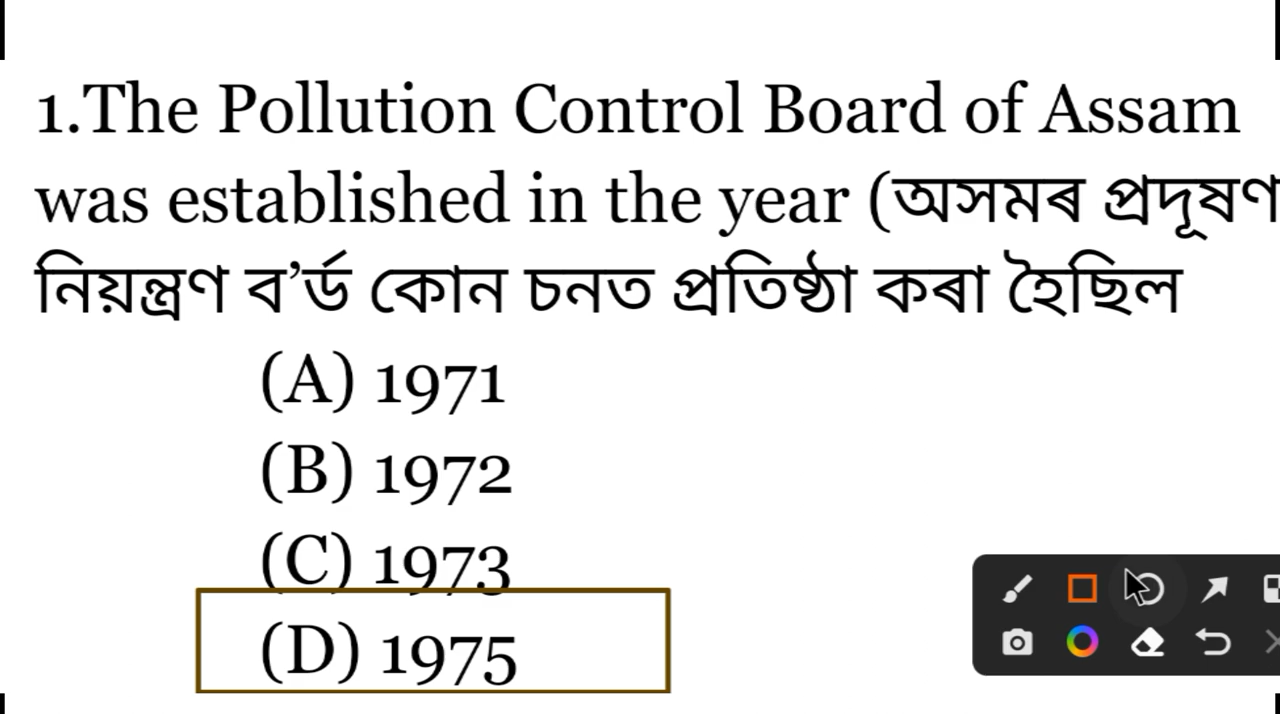 1.The Pollution Control Board of Assam
was established in the year (অসমৰ প্ৰদূষণ
নিয়ন্ত্ৰণ ব’ৰ্ড কোন চনত প্ৰতিষ্ঠা কৰা হৈছিল
(A) 1971
(B) 1972
(C) 1973
(D) 1975